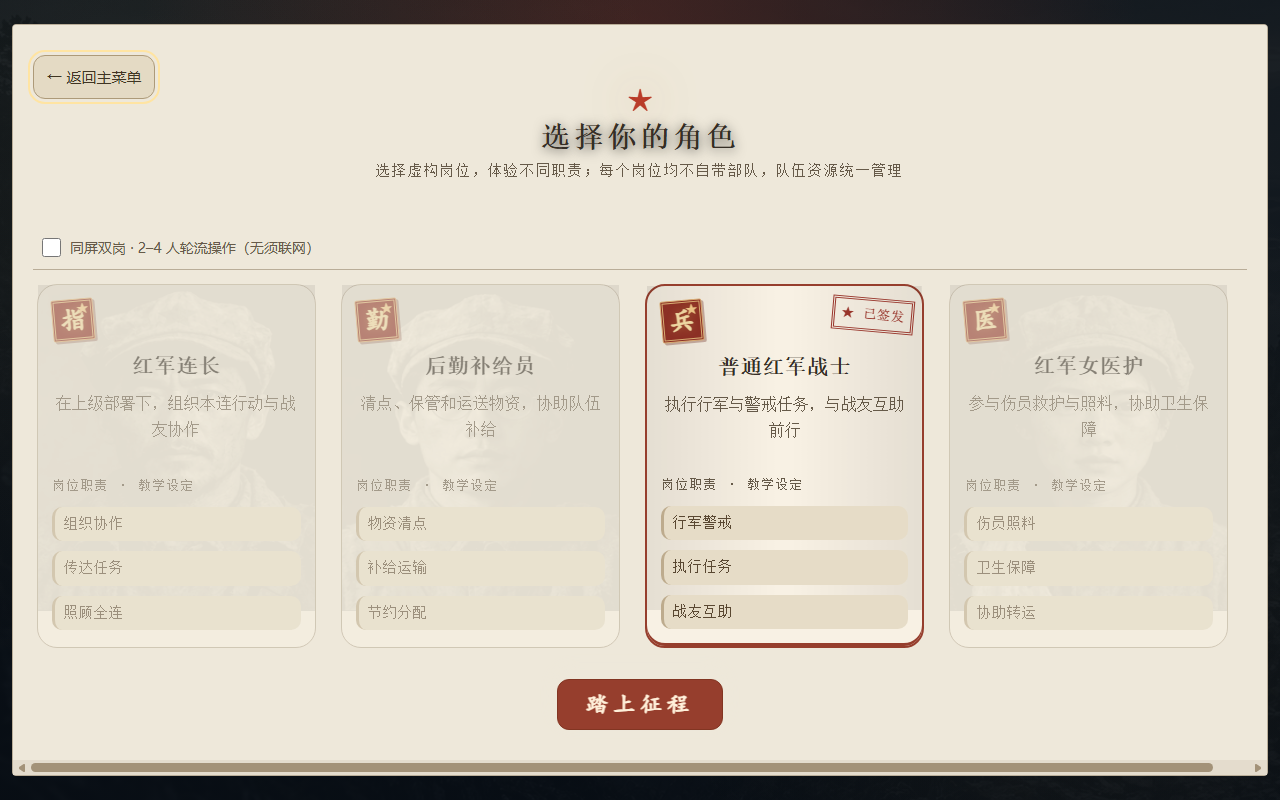 ← 返回主菜单
选择你的角色
选择虚构岗位，体验不同职责；每个岗位均不自带部队，队伍资源统一管理
同屏双岗 · 2–4 人轮流操作（无须联网）
指
红军连长
在上级部署下，组织本连行动与战
友协作
岗位职责 · 教学设定
组织协作
传达任务
照顾全连
勤
后勤补给员
清点、保管和运送物资，协助队伍
补给
岗位职责 · 教学设定
物资清点
补给运输
节约分配
兵
★ 已签发
普通红军战士
执行行军与警戒任务，与战友互助
前行
岗位职责 · 教学设定
行军警戒
执行任务
战友互助
医
红军女医护
参与伤员救护与照料，协助卫生保
障
岗位职责 · 教学设定
伤员照料
卫生保障
协助转运
踏上征程